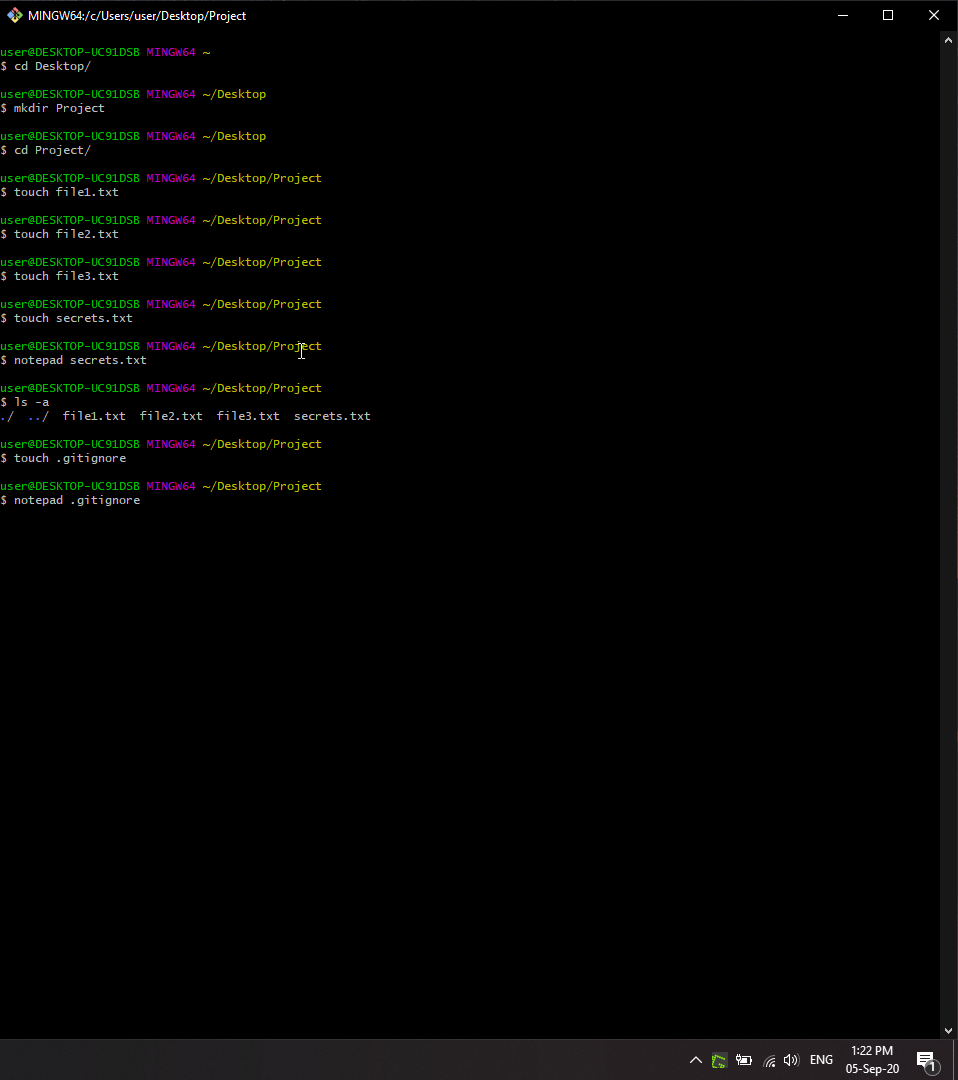 MINGW64:/c/Users/user/Desktop/Project
user@DESKTOP-UC91DSB MINGW64 ~
$ cd Desktop/
user@DESKTOP-UC91DSB MINGW64 ~/Desktop
$ mkdir Project
user@DESKTOP-UC91DSB MINGW64 ~/Desktop
$ cd Project/
user@DESKTOP-UC91DSB MINGW64 ~/Desktop/Project
$ touch file1.txt
user@DESKTOP-UC91DSB MINGW64 ~/Desktop/Project
$ touch file2.txt
user@DESKTOP-UC91DSB MINGW64 ~/Desktop/Project
$ touch file3.txt
user@DESKTOP-UC91DSB MINGW64 ~/Desktop/Project
$ touch secrets.txt
user@DESKTOP-UC91DSB MINGW64 ~/Desktop/Project
$ notepad secrets.txt
user@DESKTOP-UC91DSB MINGW64 ~/Desktop/Project
$ ls -a
./  ../  file1.txt  file2.txt  file3.txt  secrets.txt
user@DESKTOP-UC91DSB MINGW64 ~/Desktop/Project
$ touch .gitignore
user@DESKTOP-UC91DSB MINGW64 ~/Desktop/Project
$ notepad .gitignore
ENG
1:22 PM
05-Sep-20
1